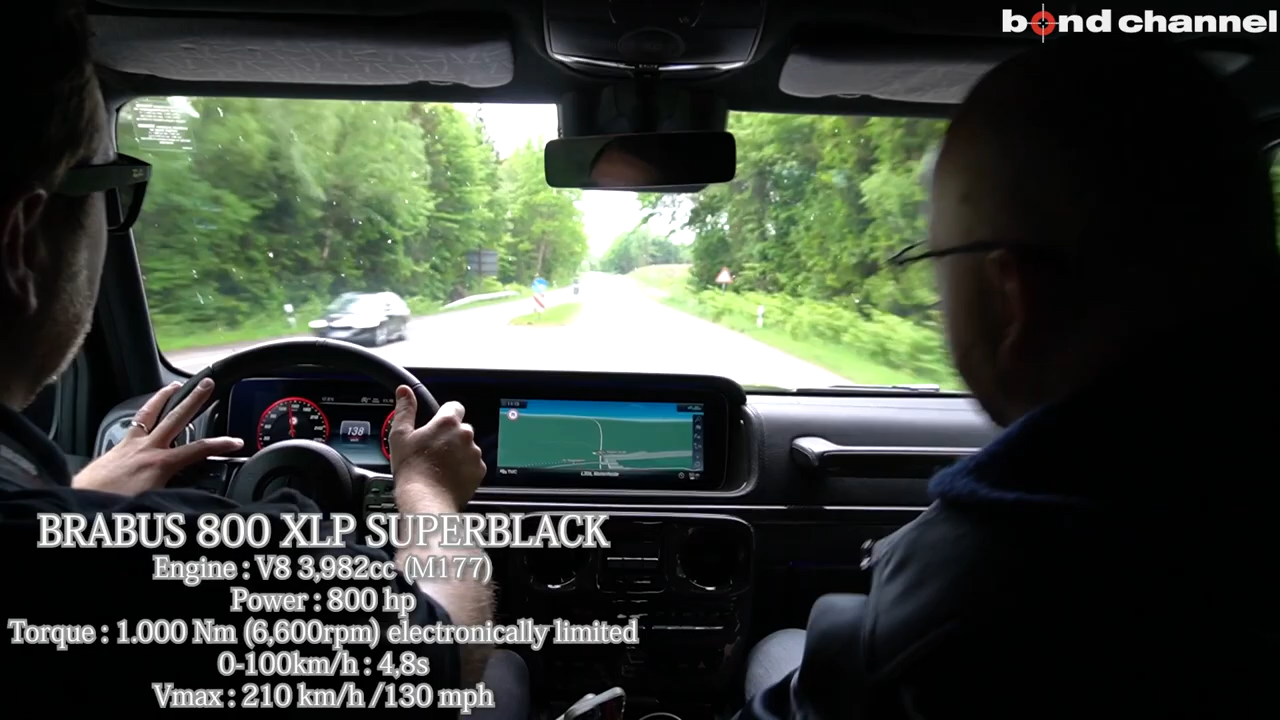 bond channel
138
BRABUS 800 XLP SUPERBLACK
Engine : V8 3,982cc (M177)
Power : 800 hp
Torque : 1.000 Nm (6,600rpm) electronically limited
0-100km/h : 4,8s
Vmax : 210 km/h /130 mph